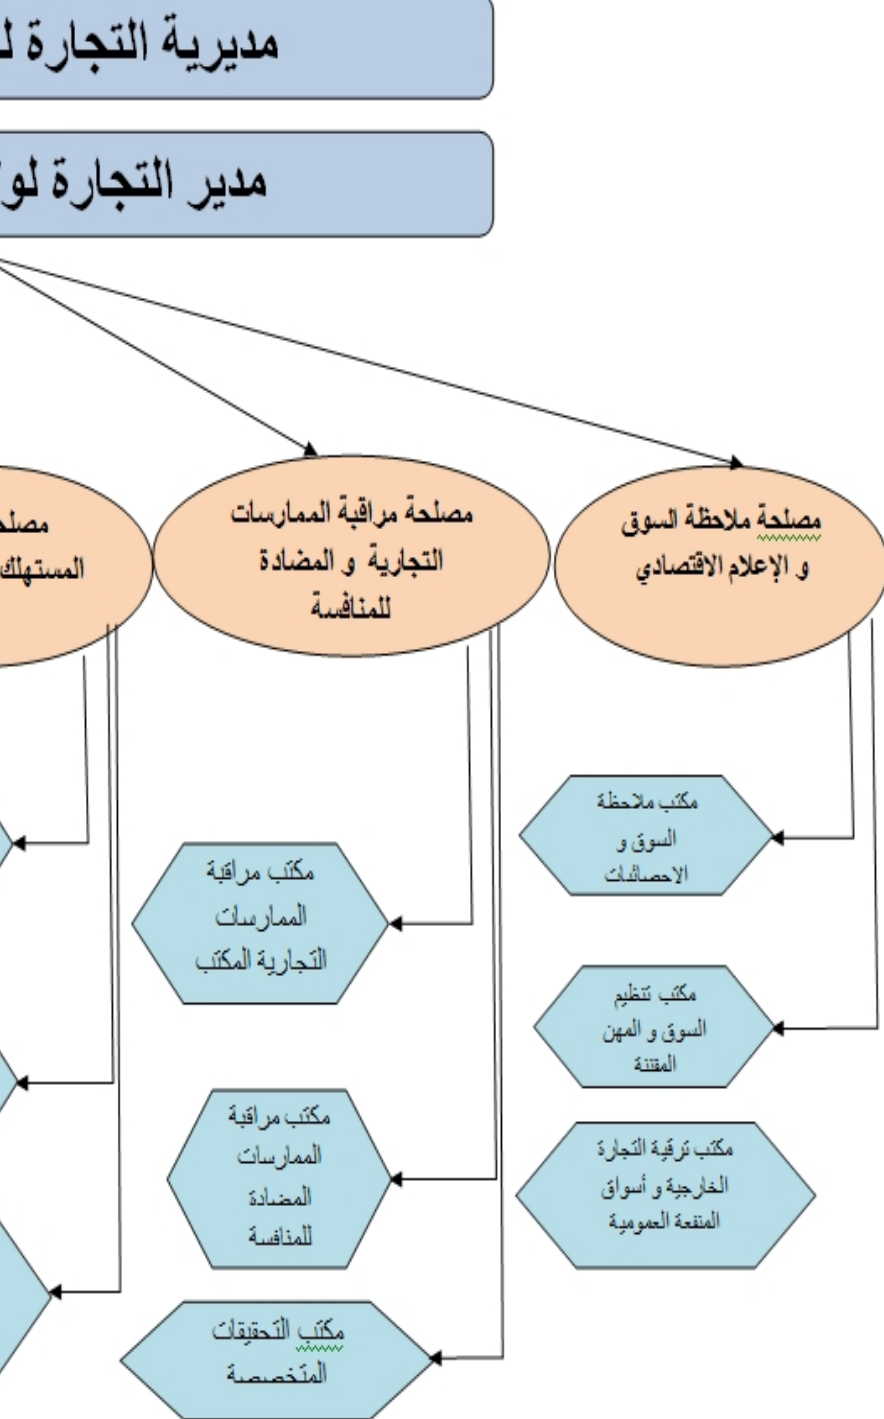 مديرية التجارة
مدير التجارة
مصلحة ملاحظة السوق
و الإعلام الاقتصادي
مكتب ملاحظة
السوق و
الاحصائيات
مكتب تنظيم
السوق و المهن
المقننة
مكتب ترقية التجارة
الخارجية و أسواق
المنفعة العمومية
مصلحة مراقبة الممارسات
التجارية و المضادة
للمنافسة
مكتب مراقبة
الممارسات
التجارية المكتب
مكتب مراقبة
الممارسات
المضادة
للمنافسة
مكتب التحقيقات
المتخصصة
المستهلك